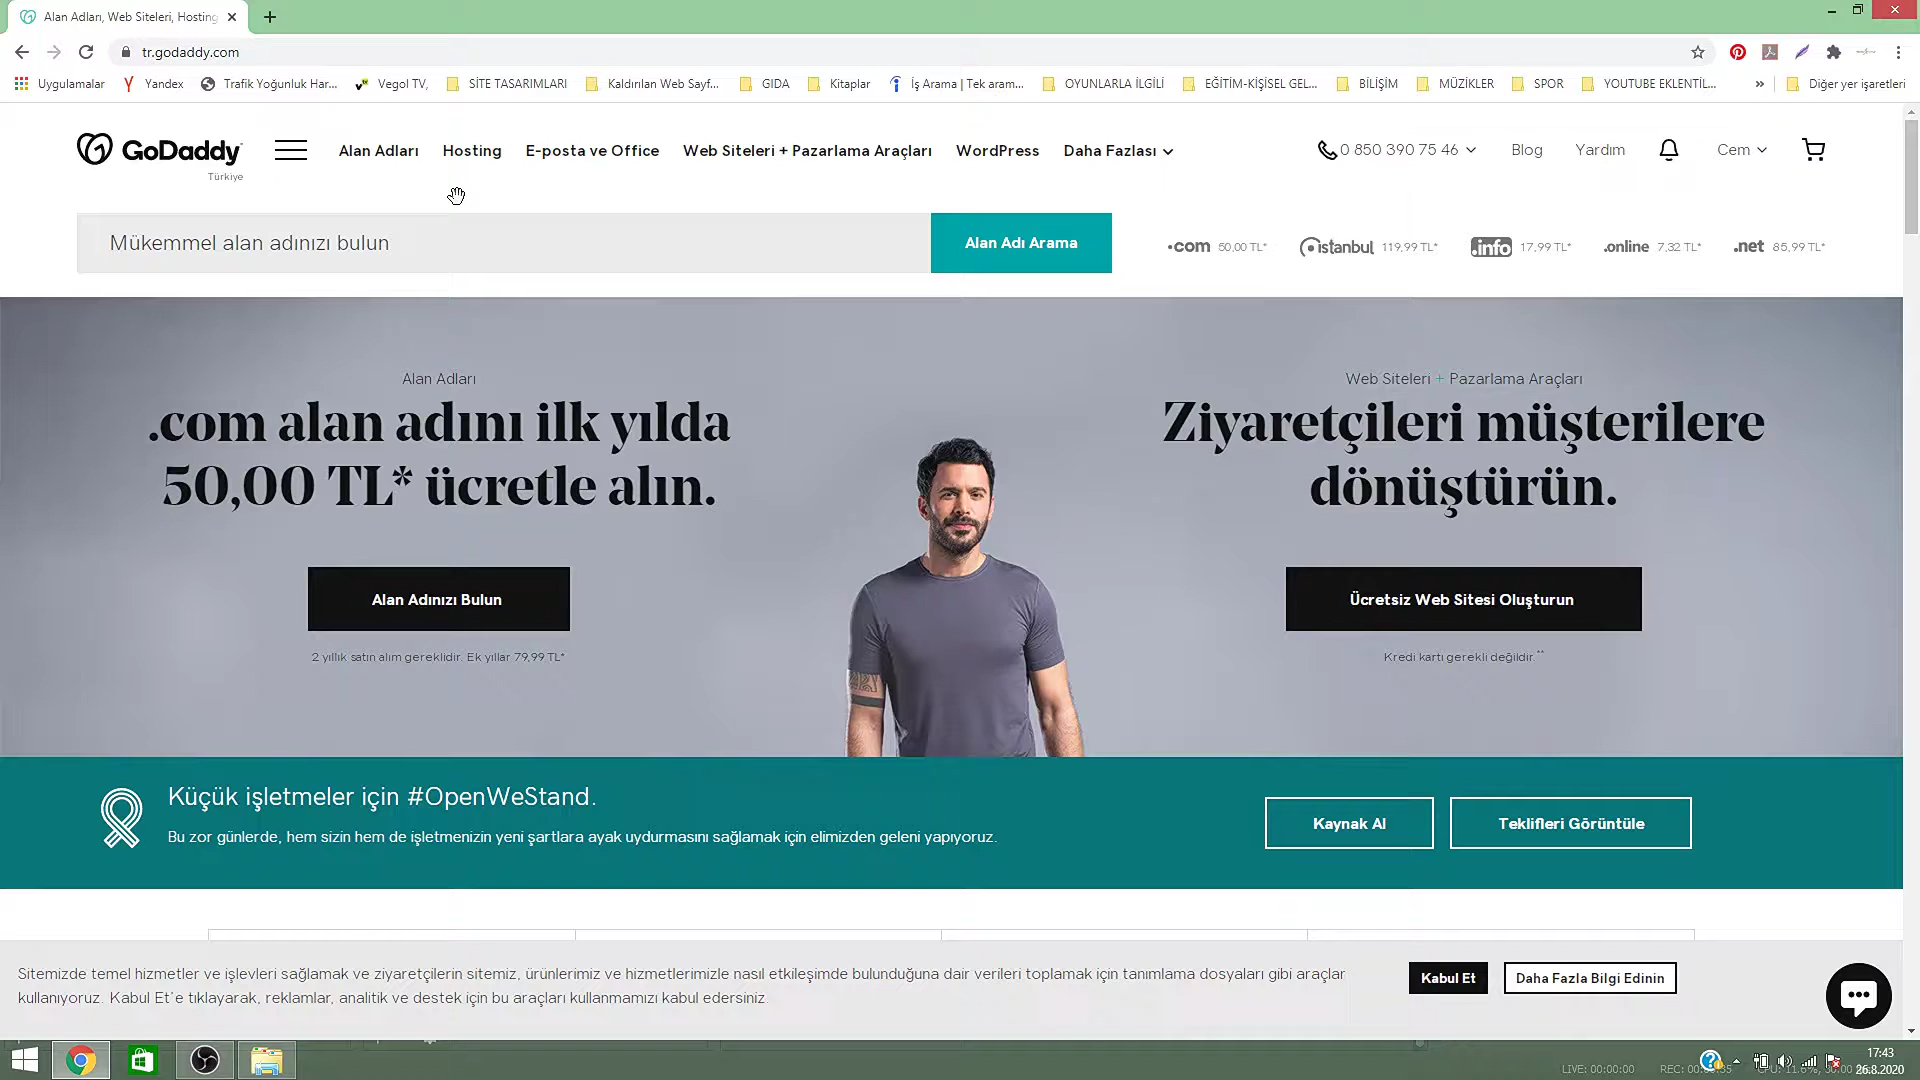 Alan Adları, Web Siteleri, Hosting
tr.godaddy.com
Uygulamalar
Yandex
Trafik Yoğunluk Har...
Vegol TV,
SİTE TASARIMLARI
Kaldırılan Web Sayf...
GIDA
Kitaplar
İş Arama | Tek aram...
OYUNLARLA İLGİLİ
EĞİTİM-KİŞİSEL GEL...
BİLİŞİM
MÜZİKLER
SPOR
YOUTUBE EKLENTİL...
»
Diğer yer işaretleri
GoDaddy
Türkiye
Alan Adları
Hosting
E-posta ve Office
Web Siteleri + Pazarlama Araçları
WordPress
Daha Fazlası
0 850 390 75 46
Blog
Yardım
Cem
Mükemmel alan adınızı bulun
Alan Adı Arama
.com 50,00 TL*
istanbul 119,99 TL*
.info 17,99 TL*
.online 7,32 TL*
.net 85,99 TL*
Alan Adları
.com alan adını ilk yılda
50,00 TL* ücretle alın.
Alan Adınızı Bulun
2 yıllık satın alım gereklidir. Ek yıllar 79,99 TL*
Web Siteleri + Pazarlama Araçları
Ziyaretçileri müşterilere
dönüştürün.
Ücretsiz Web Sitesi Oluşturun
Kredi kartı gerekli değildir.**
Küçük işletmeler için #OpenWeStand.
Bu zor günlerde, hem sizin hem de işletmenizin yeni şartlara ayak uydurmasını sağlamak için elimizden geleni yapıyoruz.
Kaynak Al
Teklifleri Görüntüle
Sitemizde temel hizmetler ve işlevleri sağlamak ve ziyaretçilerin sitemiz, ürünlerimiz ve hizmetlerimizle nasıl etkileşimde bulunduğuna dair verileri toplamak için tanımlama dosyaları gibi araçlar
kullanıyoruz. Kabul Et'e tıklayarak, reklamlar, analitik ve destek için bu araçları kullanmamızı kabul edersiniz.
Kabul Et
Daha Fazla Bilgi Edinin
17:43
LIVE: 00:00:00
REC:
26.8.2020